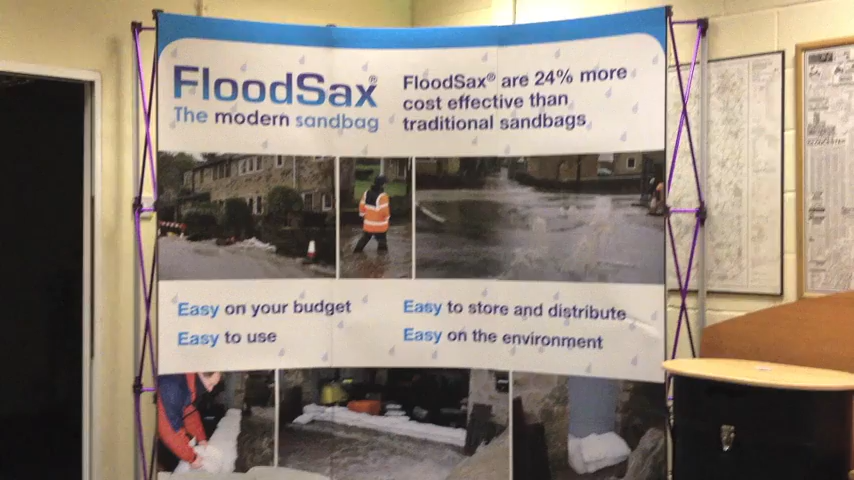 FloodSax®
The modern sandbag
FloodSax® are 24% more
cost effective than
traditional sandbags
Easy on your budget
Easy to use
Easy to store and distribute
Easy on the environment